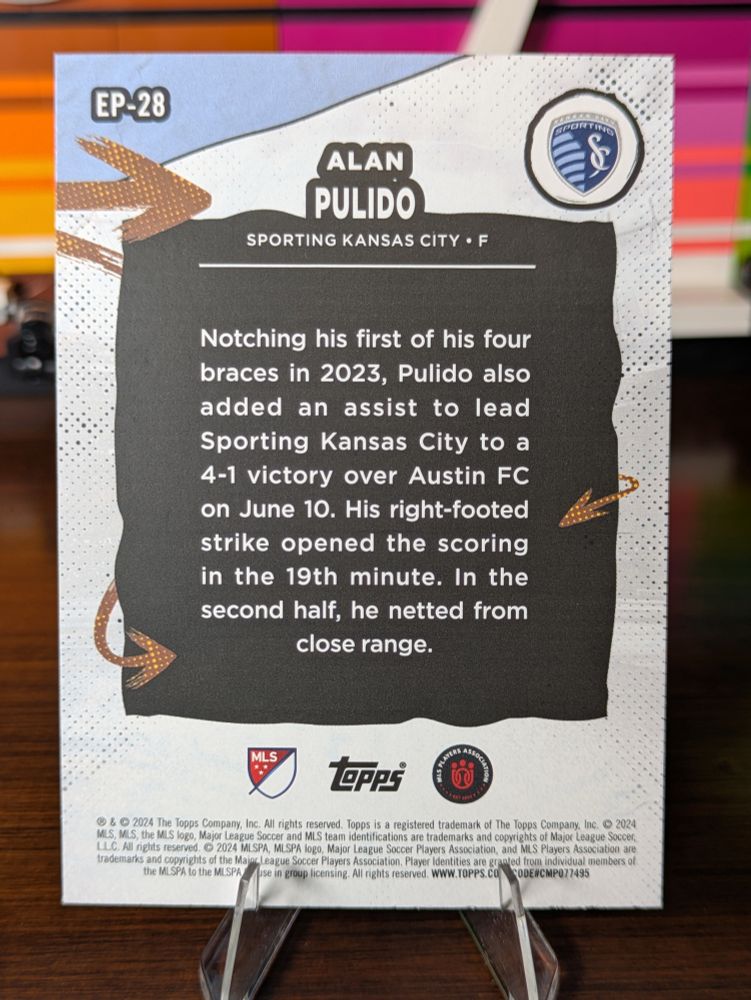 EP-28
SPORTING
SC
ALAN
PULIDO
SPORTING KANSAS CITY • F
Notching his first of his four
braces in 2023, Pulido also
added an assist to lead
Sporting Kansas City to a
4-1 victory over Austin FC
on June 10. His right-footed
strike opened the scoring
in the 19th minute. In the
second half, he netted from
close range.
MLS
Topps®
MLS PLAYERS ASSOCIATION
® & © 2024 The Topps Company, Inc. All rights reserved. Topps is a registered trademark of The Topps Company, Inc. © 2024
MLS, MLS, the MLS logo, Major League Soccer and MLS team identifications are trademarks and copyrights of Major League Soccer,
L.L.C. All rights reserved. © 2024 MLSPA, MLSPA logo, Major League Soccer Players Association, and MLS Players Association are
trademarks and copyrights of the Major League Soccer Players Association. Player Identities are granted from individual members of
the MLSPA to the MLSPA use in group licensing. All rights reserved. WWW.TOPPS.CO CODE#CMP077495